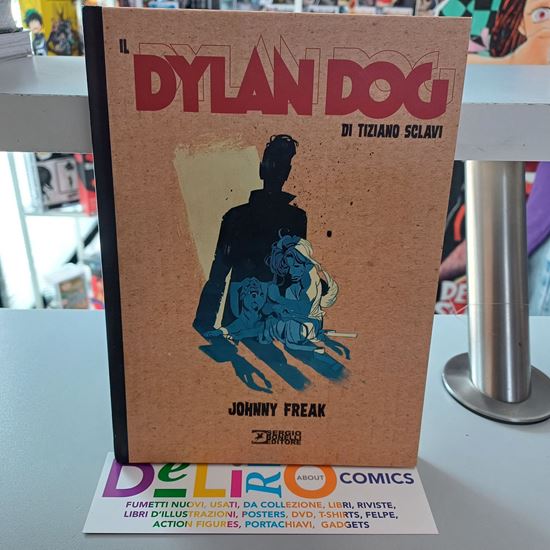 IL
DYLAN DOG
DI TIZIANO SCLAVI
JOHNNY FREAK
SERGIO
BONELLI
EDITORE
DeLiRiO
ABOUT
COMICS
FUMETTI NUOVI, USATI, DA COLLEZIONE, LIBRI, RIVISTE,
LIBRI D'ILLUSTRAZIONI, POSTERS, DVD, T-SHIRTS, FELPE,
ACTION FIGURES, PORTACHIAVI, GADGETS